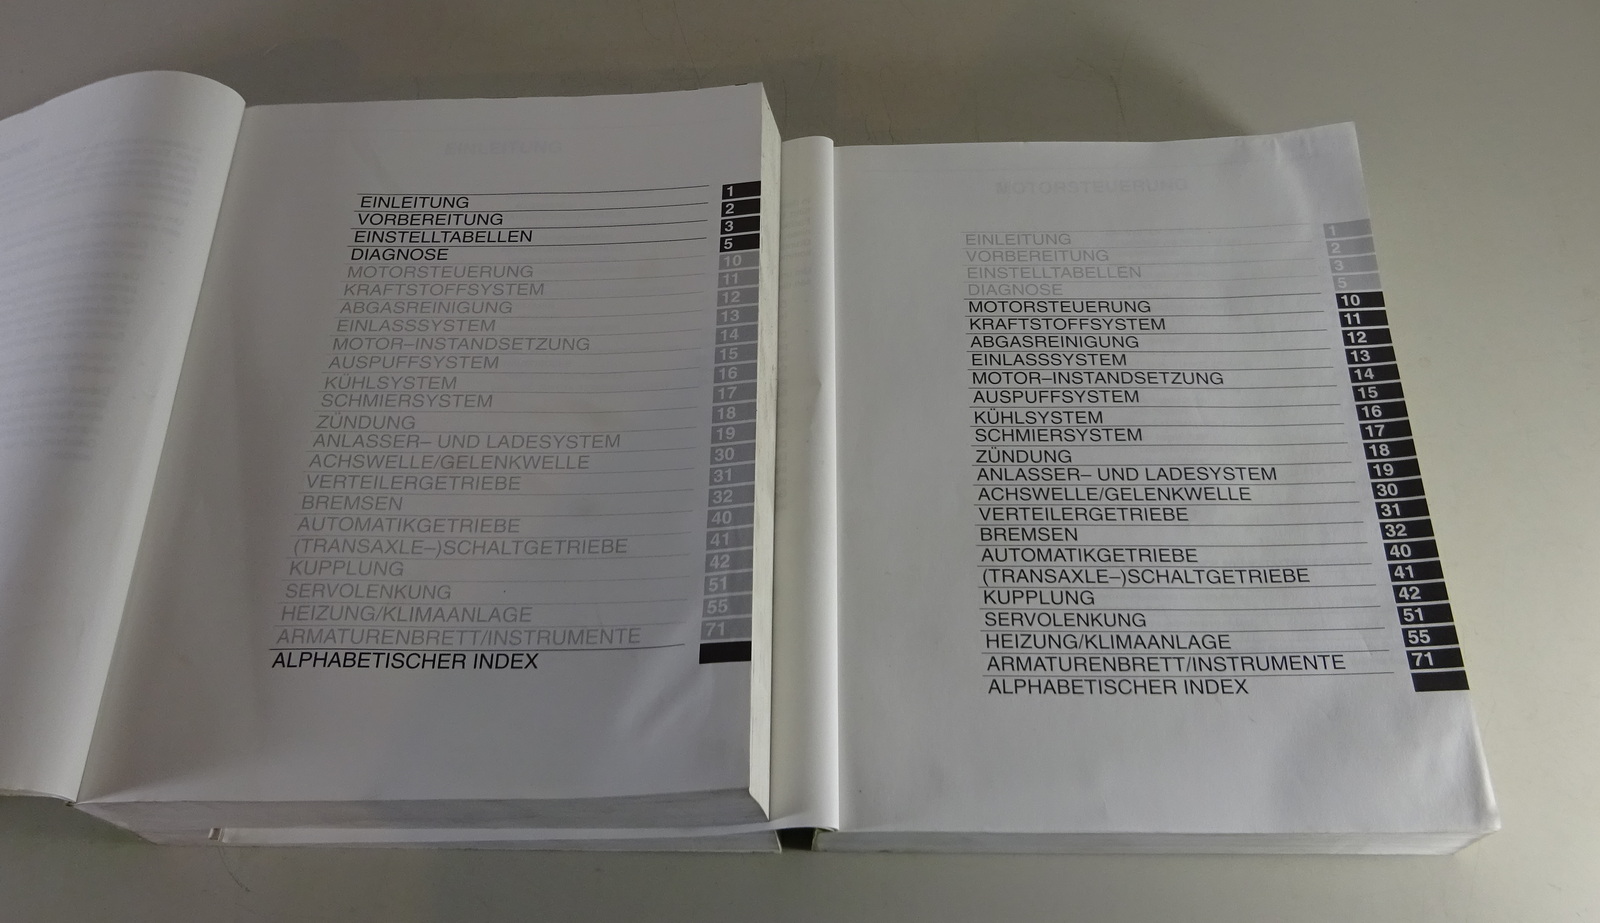 EINLEITUNG
EINLEITUNG 1
VORBEREITUNG 2
EINSTELLTABELLEN 3
DIAGNOSE 5
MOTORSTEUERUNG 10
KRAFTSTOFFSYSTEM 11
ABGASREINIGUNG 12
EINLASSSYSTEM 13
MOTOR–INSTANDSETZUNG 14
AUSPUFFSYSTEM 15
KÜHLSYSTEM 16
SCHMIERSYSTEM 17
ZÜNDUNG 18
ANLASSER– UND LADESYSTEM 19
ACHSWELLE/GELENKWELLE 30
VERTEILERGETRIEBE 31
BREMSEN 32
AUTOMATIKGETRIEBE 40
(TRANSAXLE–)SCHALTGETRIEBE 41
KUPPLUNG 42
SERVOLENKUNG 51
HEIZUNG/KLIMAANLAGE 55
ARMATURENBRETT/INSTRUMENTE 71
ALPHABETISCHER INDEX
MOTORSTEUERUNG
EINLEITUNG 1
VORBEREITUNG 2
EINSTELLTABELLEN 3
DIAGNOSE 5
MOTORSTEUERUNG 10
KRAFTSTOFFSYSTEM 11
ABGASREINIGUNG 12
EINLASSSYSTEM 13
MOTOR–INSTANDSETZUNG 14
AUSPUFFSYSTEM 15
KÜHLSYSTEM 16
SCHMIERSYSTEM 17
ZÜNDUNG 18
ANLASSER– UND LADESYSTEM 19
ACHSWELLE/GELENKWELLE 30
VERTEILERGETRIEBE 31
BREMSEN 32
AUTOMATIKGETRIEBE 40
(TRANSAXLE–)SCHALTGETRIEBE 41
KUPPLUNG 42
SERVOLENKUNG 51
HEIZUNG/KLIMAANLAGE 55
ARMATURENBRETT/INSTRUMENTE 71
ALPHABETISCHER INDEX